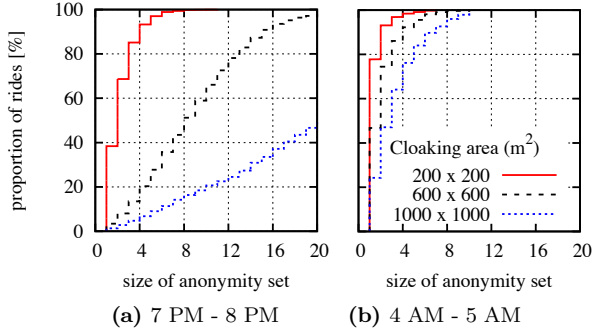 proportion of rides [%]
100
80
60
40
20
0
0 4 8 12 16 20
size of anonymity set
(a) 7 PM - 8 PM
Cloaking area (m²)
200 x 200
600 x 600
1000 x 1000
0 4 8 12 16 20
size of anonymity set
(b) 4 AM - 5 AM